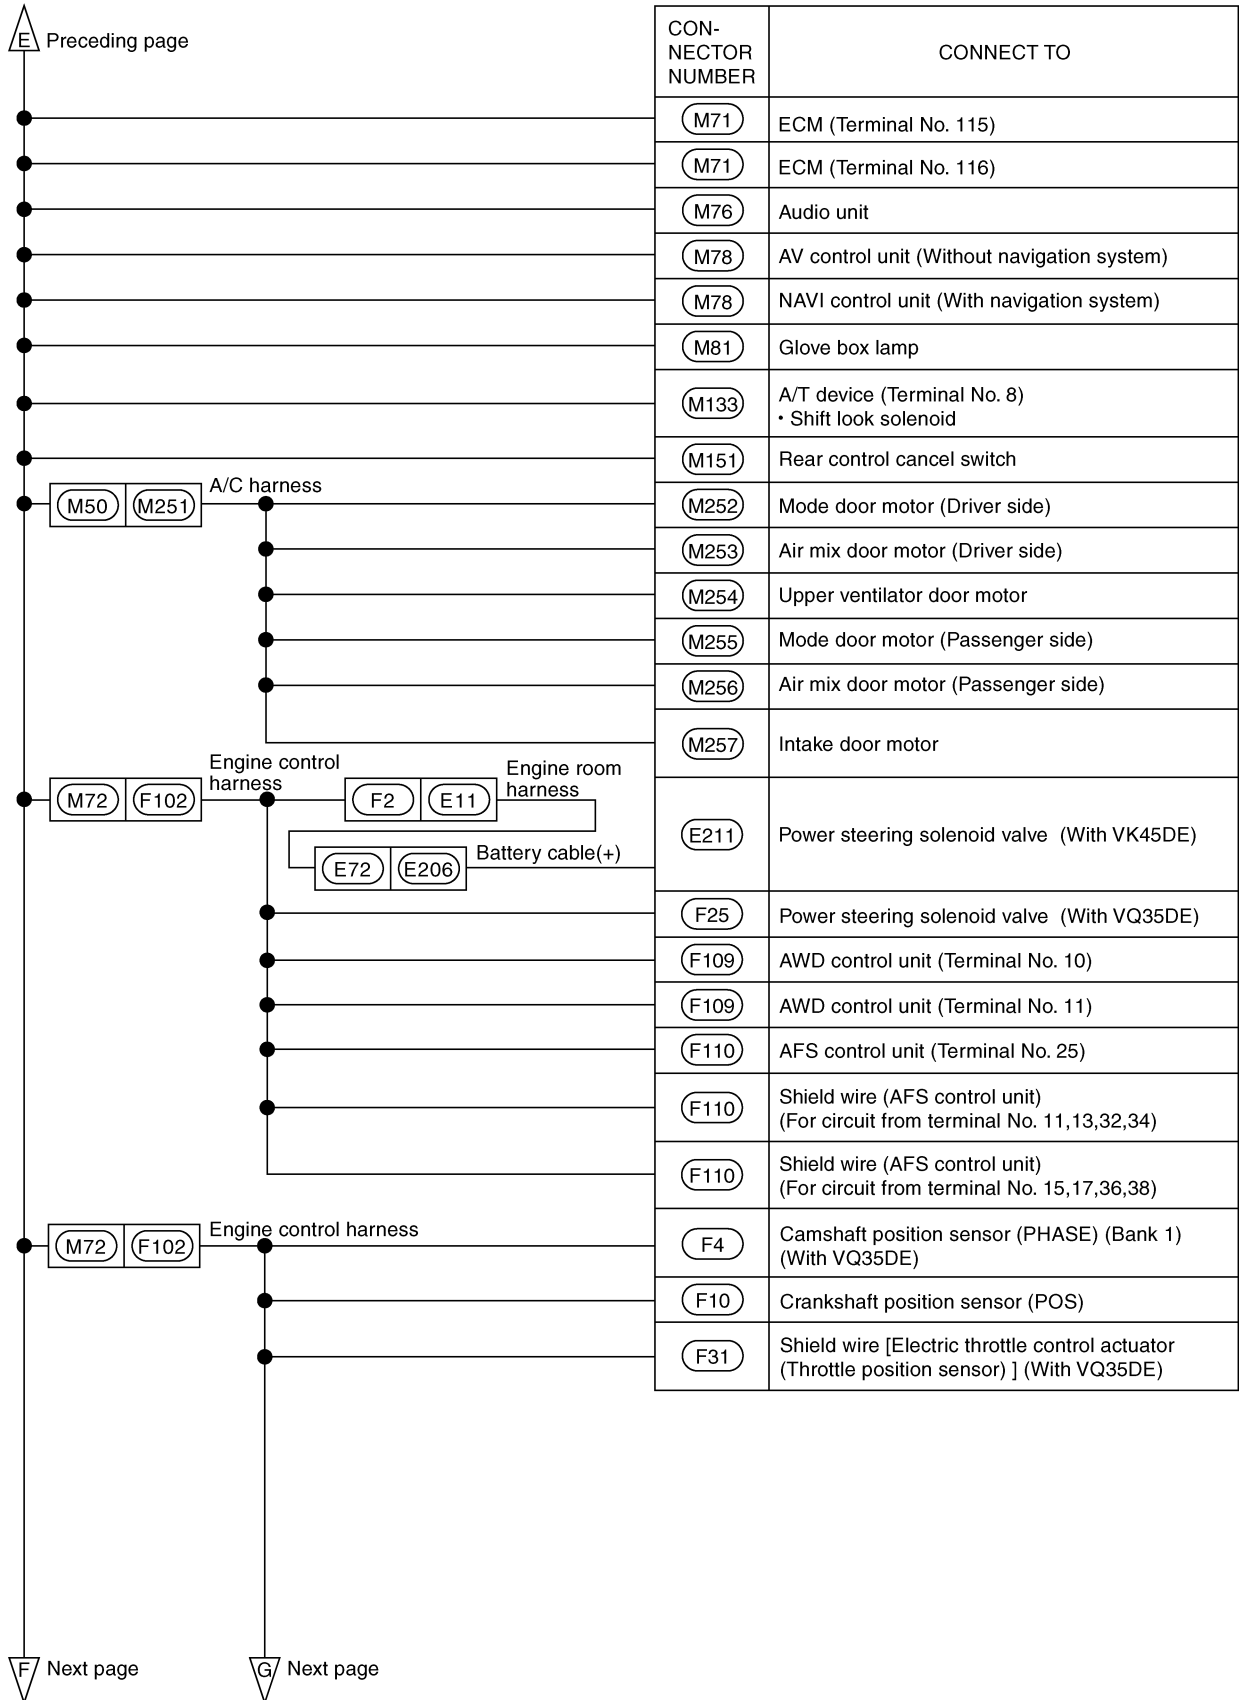 E Preceding page
CON-
NECTOR
NUMBER
CONNECT TO
M71 ECM (Terminal No. 115)
M71 ECM (Terminal No. 116)
M76 Audio unit
M78 AV control unit (Without navigation system)
M78 NAVI control unit (With navigation system)
M81 Glove box lamp
M133 A/T device (Terminal No. 8)
• Shift look solenoid
M151 Rear control cancel switch
M50 M251 A/C harness
M252 Mode door motor (Driver side)
M253 Air mix door motor (Driver side)
M254 Upper ventilator door motor
M255 Mode door motor (Passenger side)
M256 Air mix door motor (Passenger side)
M257 Intake door motor
M72 F102
Engine control
harness
F2 E11
Engine room
harness
E72 E206 Battery cable(+)
E211 Power steering solenoid valve (With VK45DE)
F25 Power steering solenoid valve (With VQ35DE)
F109 AWD control unit (Terminal No. 10)
F109 AWD control unit (Terminal No. 11)
F110 AFS control unit (Terminal No. 25)
F110 Shield wire (AFS control unit)
(For circuit from terminal No. 11,13,32,34)
F110 Shield wire (AFS control unit)
(For circuit from terminal No. 15,17,36,38)
M72 F102 Engine control harness
F4 Camshaft position sensor (PHASE) (Bank 1)
(With VQ35DE)
F10 Crankshaft position sensor (POS)
F31 Shield wire [Electric throttle control actuator
(Throttle position sensor) ] (With VQ35DE)
F Next page
G Next page